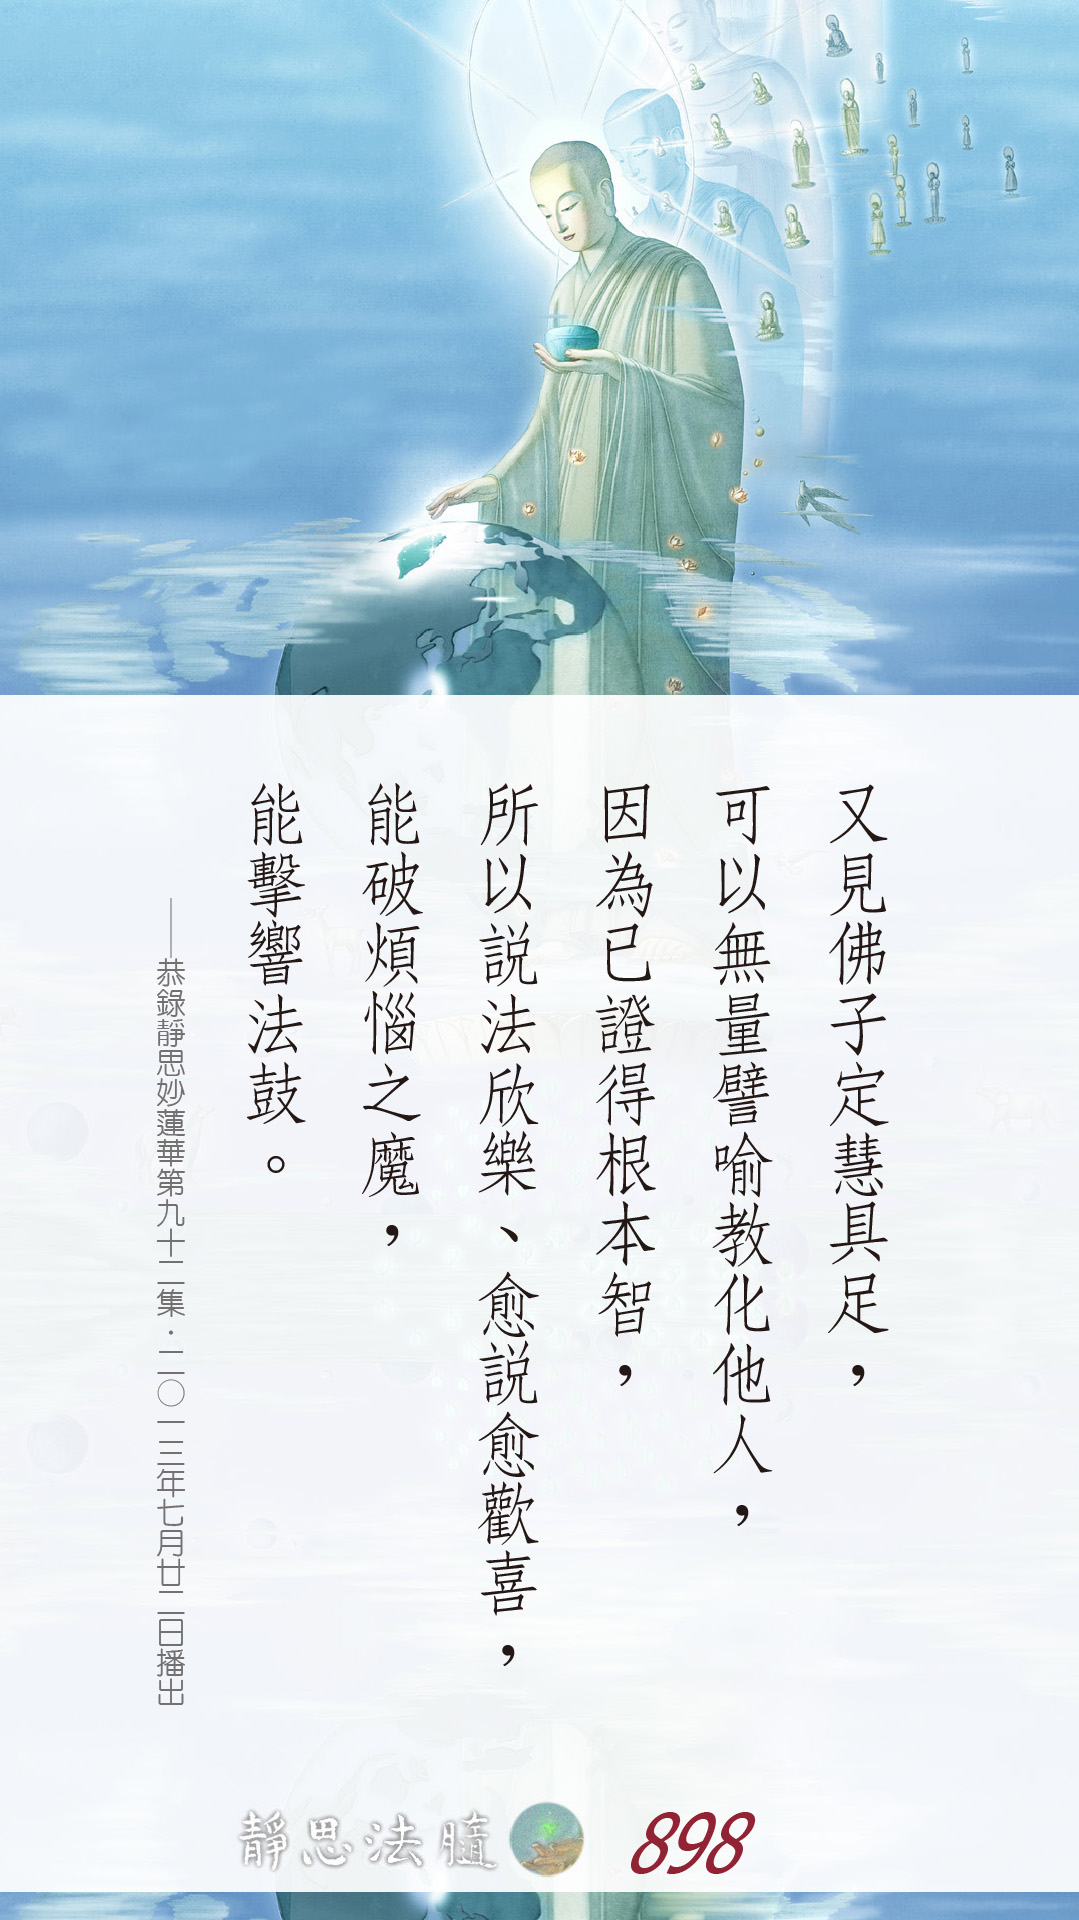 又見佛子定慧具足，
可以無量譬喻教化他人，
因為已證得根本智，
所以說法欣樂、愈說愈歡喜，
能破煩惱之魔，
能擊響法鼓。
——恭錄靜思妙蓮華第九十二集·二〇一三年七月廿二日播出
靜思法髓
898